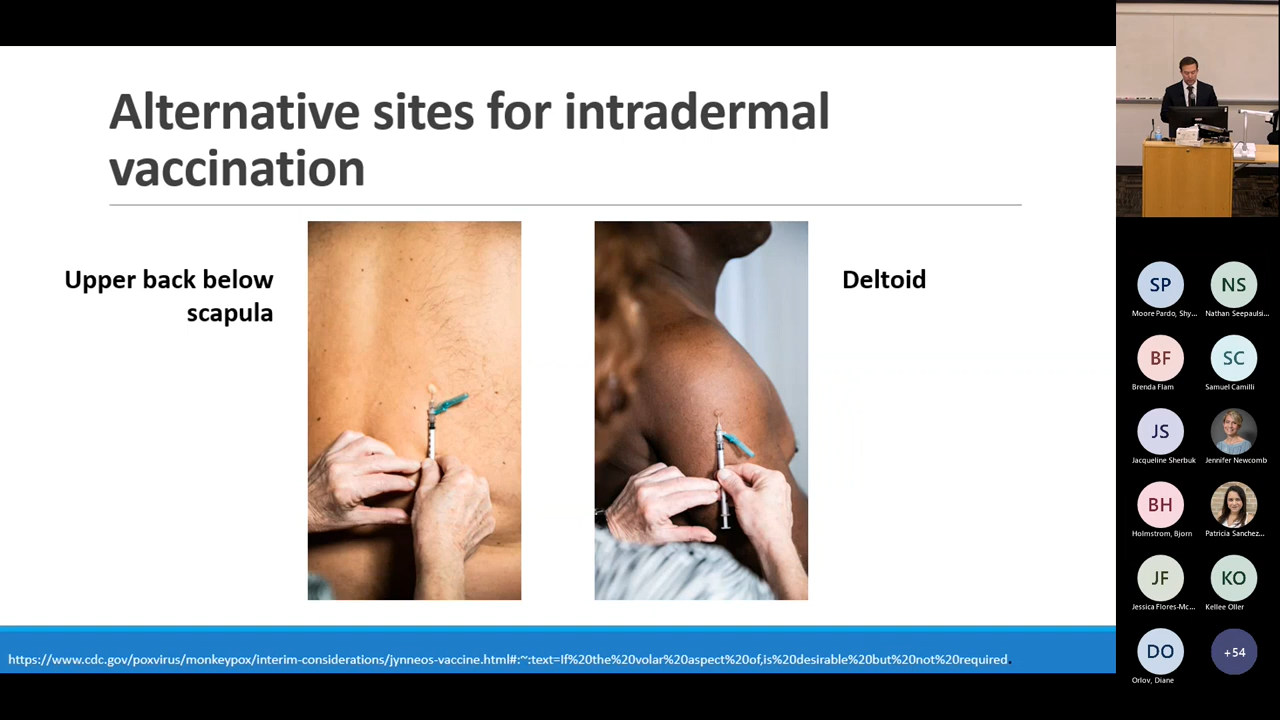 Alternative sites for intradermal
vaccination
Upper back below
scapula
Deltoid
https://www.cdc.gov/poxvirus/monkeypox/interim-considerations/jynneos-vaccine.html#:~:text=If%20the%20volar%20aspect%20of,is%20desirable%20but%20not%20required.
SP
NS
Moore Pardo, Shy...
Nathan Seepaulsi...
BF
SC
Brenda Flam
Samuel Camilli
JS
Jacqueline Sherbuk
Jennifer Newcomb
BH
Holmstrom, Bjorn
Patricia Sanchez...
JF
KO
Jessica Flores-Mc...
Kellee Oller
DO
+54
Orlov, Diane